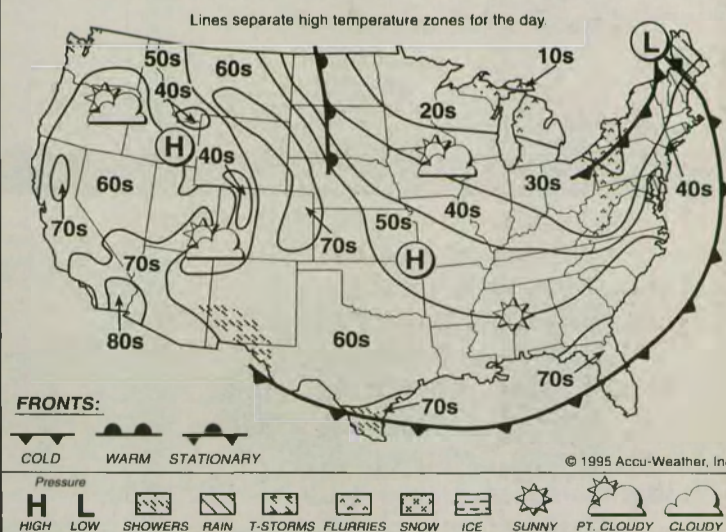 Lines separate high temperature zones for the day.
L
50s
60s
10s
40s
20s
H
40s
60s
30s
40s
50s
40s
70s
70s
70s
H
80s
60s
70s
70s
FRONTS:
COLD WARM STATIONARY
© 1995 Accu-Weather, In
Pressure
H L
HIGH LOW SHOWERS RAIN T-STORMS FLURRIES SNOW ICE SUNNY PT. CLOUDY CLOUDY